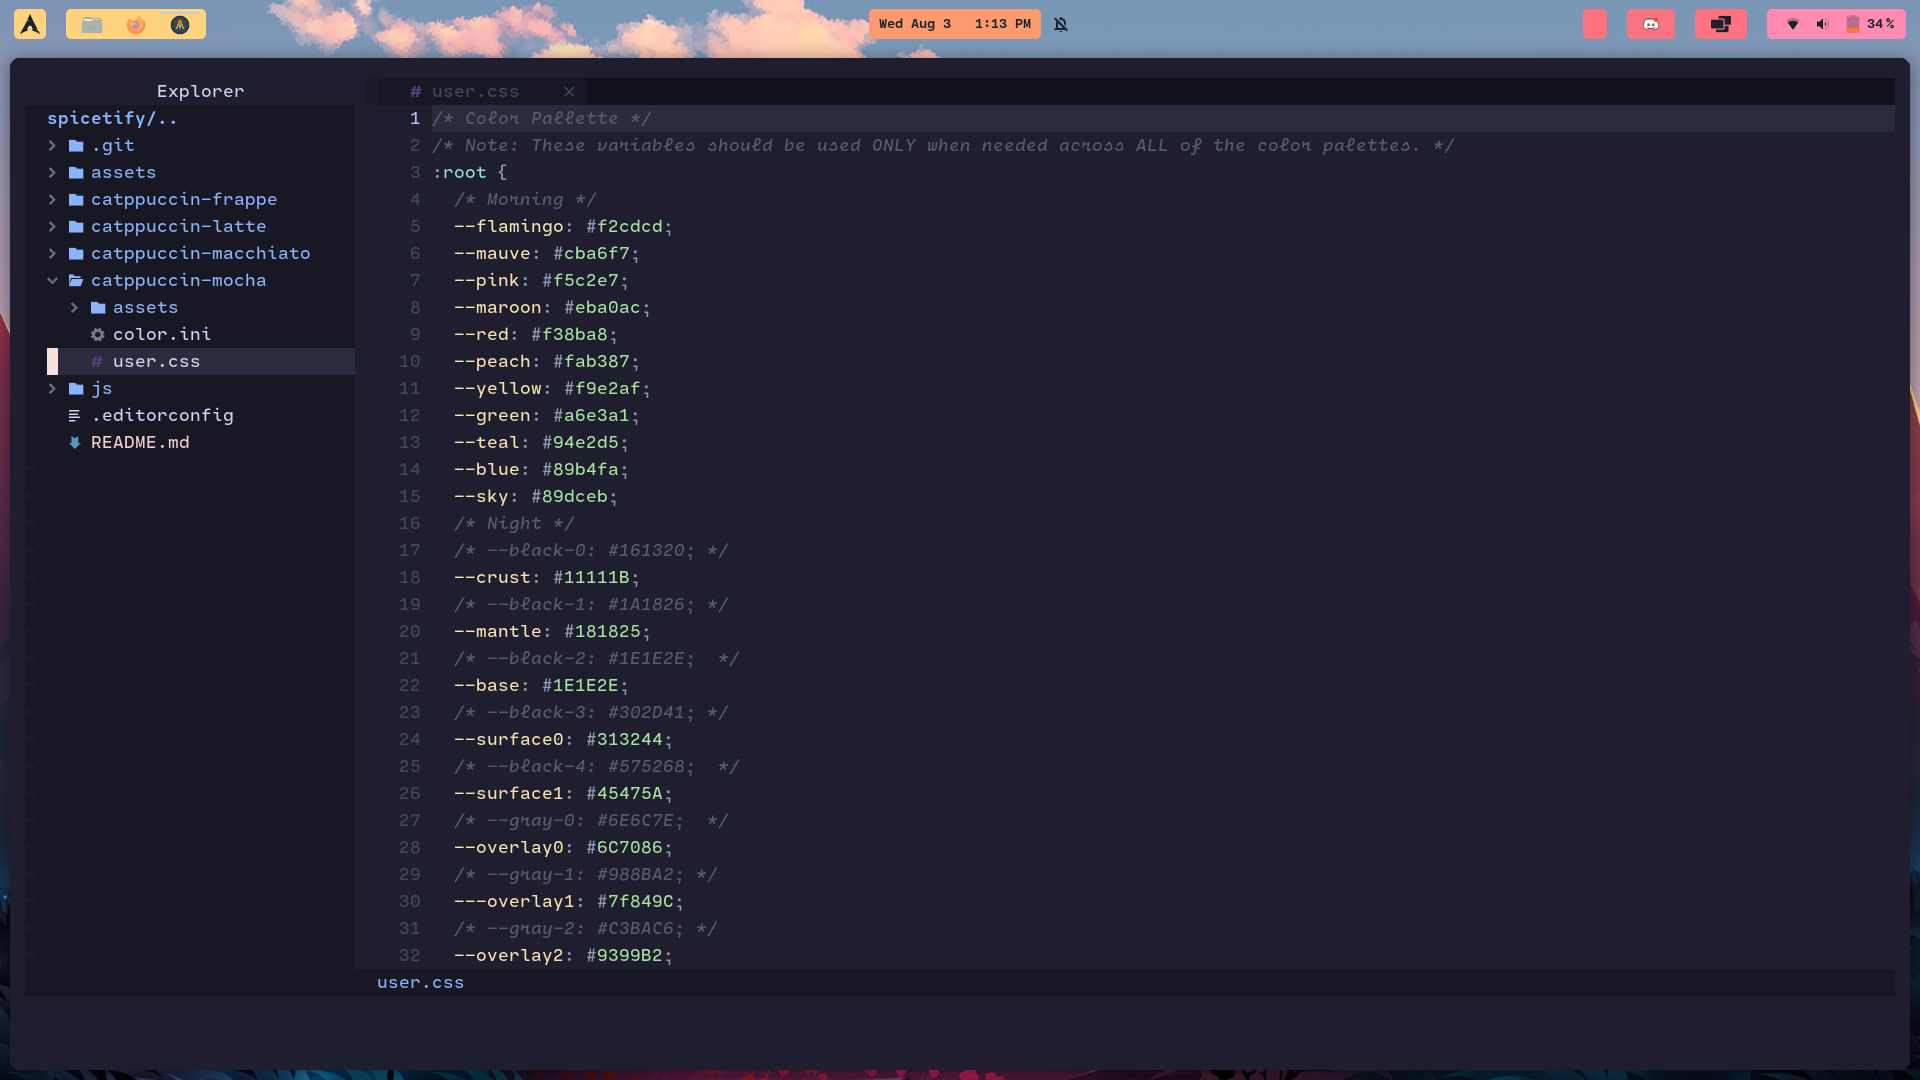 Wed Aug 3 1:13 PM
34%
Explorer
spicetify/..
.git
assets
catppuccin-frappe
catppuccin-latte
catppuccin-macchiato
catppuccin-mocha
assets
color.ini
# user.css
js
.editorconfig
README.md
# user.css ×
1 /* Color Pallette */
2 /* Note: These variables should be used ONLY when needed across ALL of the color palettes. */
3 :root {
4 /* Morning */
5 --flamingo: #f2cdcd;
6 --mauve: #cba6f7;
7 --pink: #f5c2e7;
8 --maroon: #eba0ac;
9 --red: #f38ba8;
10 --peach: #fab387;
11 --yellow: #f9e2af;
12 --green: #a6e3a1;
13 --teal: #94e2d5;
14 --blue: #89b4fa;
15 --sky: #89dceb;
16 /* Night */
17 /* --black-0: #161320; */
18 --crust: #11111B;
19 /* --black-1: #1A1826; */
20 --mantle: #181825;
21 /* --black-2: #1E1E2E;  */
22 --base: #1E1E2E;
23 /* --black-3: #302D41; */
24 --surface0: #313244;
25 /* --black-4: #575268;  */
26 --surface1: #45475A;
27 /* --gray-0: #6E6C7E;  */
28 --overlay0: #6C7086;
29 /* --gray-1: #988BA2; */
30 ---overlay1: #7f849C;
31 /* --gray-2: #C3BAC6; */
32 --overlay2: #9399B2;
user.css